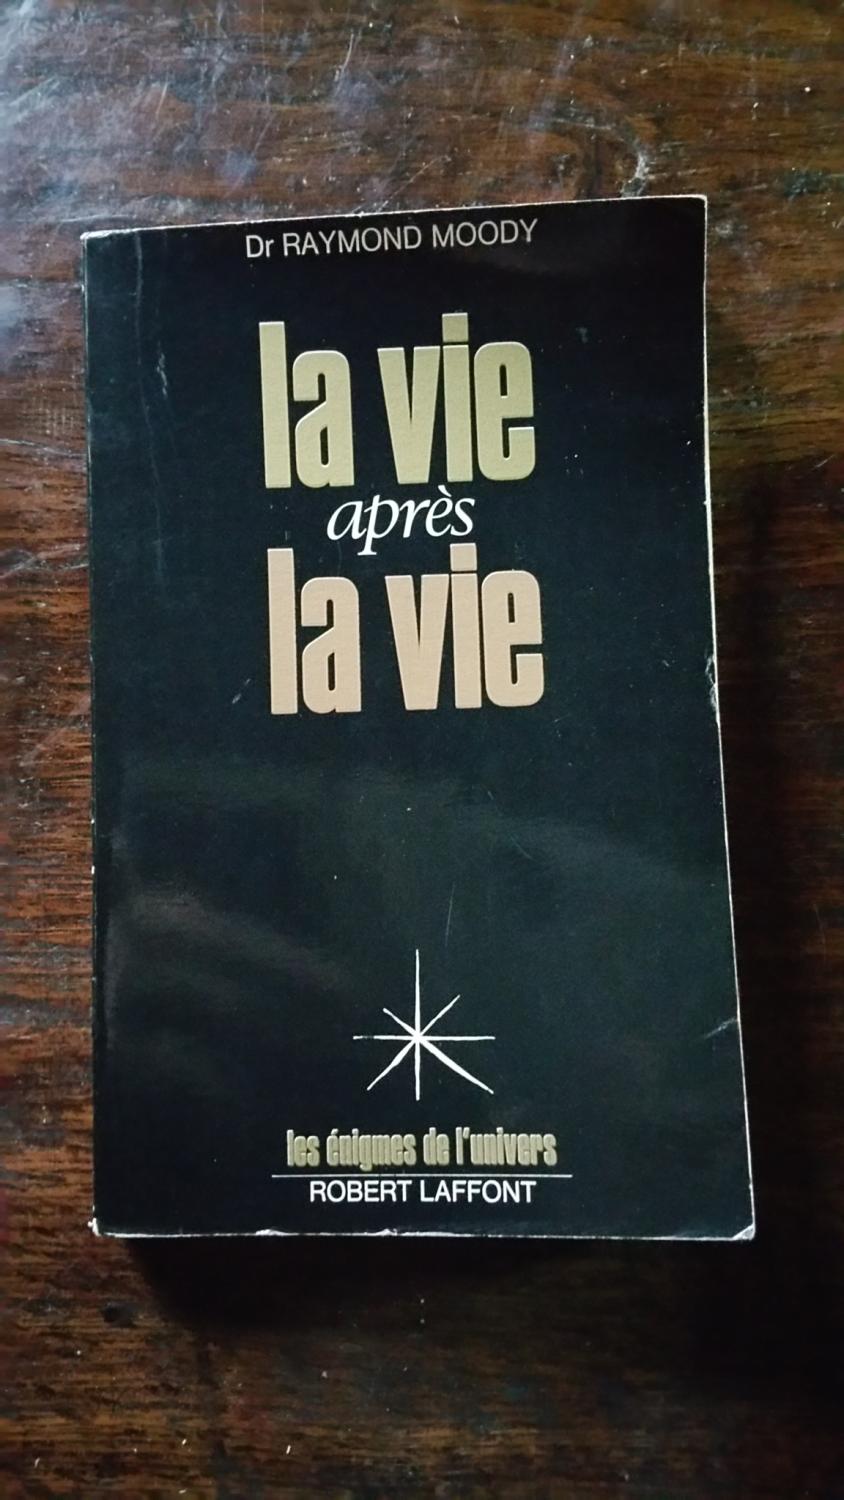 Dr RAYMOND MOODY
la vie
après
la vie
les énigmes de l'univers
ROBERT LAFFONT